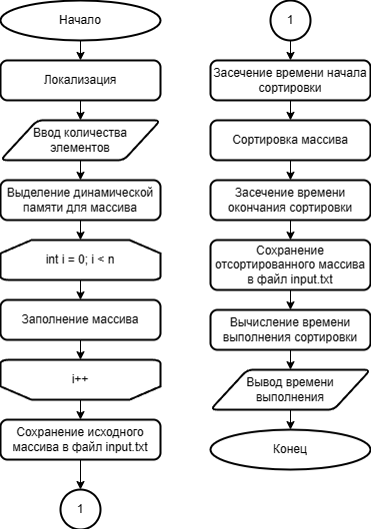 Начало
Локализация
Ввод количества
элементов
Выделение динамической
памяти для массива
int i = 0; i < n
Заполнение массива
i++
Сохранение исходного
массива в файл input.txt
1
1
Засечение времени начала
сортировки
Сортировка массива
Засечение времени
окончания сортировки
Сохранение
отсортированного массива
в файл input.txt
Вычисление времени
выполнения сортировки
Вывод времени
выполнения
Конец